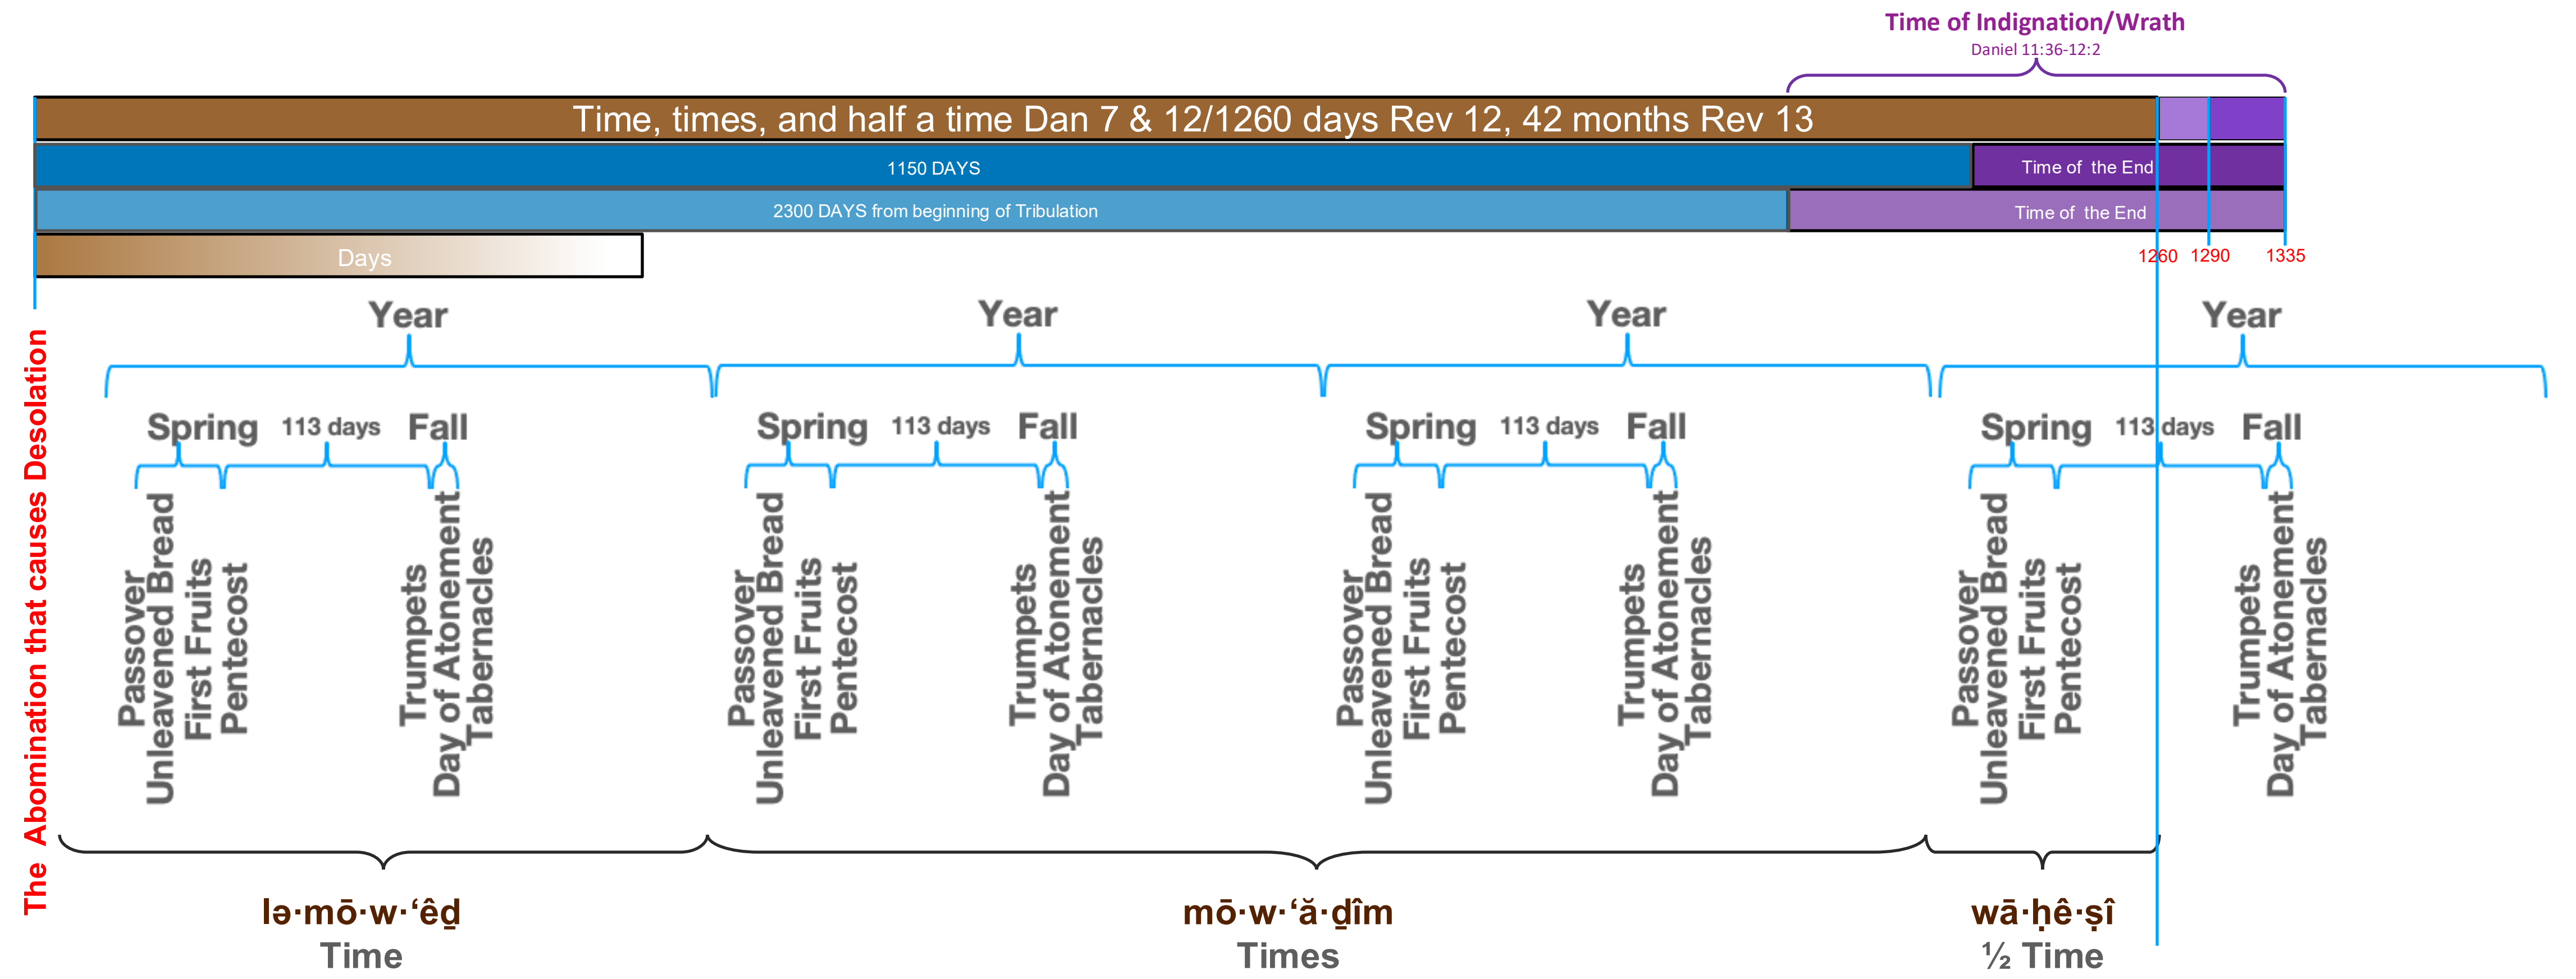 Time of Indignation/Wrath
Daniel 11:36-12:2
Time, times, and half a time Dan 7 & 12/1260 days Rev 12, 42 months Rev 13
1150 DAYS
Time of  the End
2300 DAYS from beginning of Tribulation
Time of  the End
Days
1260
1290
1335
The  Abomination that causes Desolation
Year
Spring
113 days
Fall
Passover
Unleavened Bread
First Fruits
Pentecost
Trumpets
Day of Atonement
Tabernacles
Year
Spring
113 days
Fall
Passover
Unleavened Bread
First Fruits
Pentecost
Trumpets
Day of Atonement
Tabernacles
Year
Spring
113 days
Fall
Passover
Unleavened Bread
First Fruits
Pentecost
Trumpets
Day of Atonement
Tabernacles
Year
Spring
113 days
Fall
Passover
Unleavened Bread
First Fruits
Pentecost
Trumpets
Day of Atonement
Tabernacles
lə·mō·w·‘êḏ
Time
mō·w·‘ă·ḏîm
Times
wā·ḥê·ṣî
½ Time